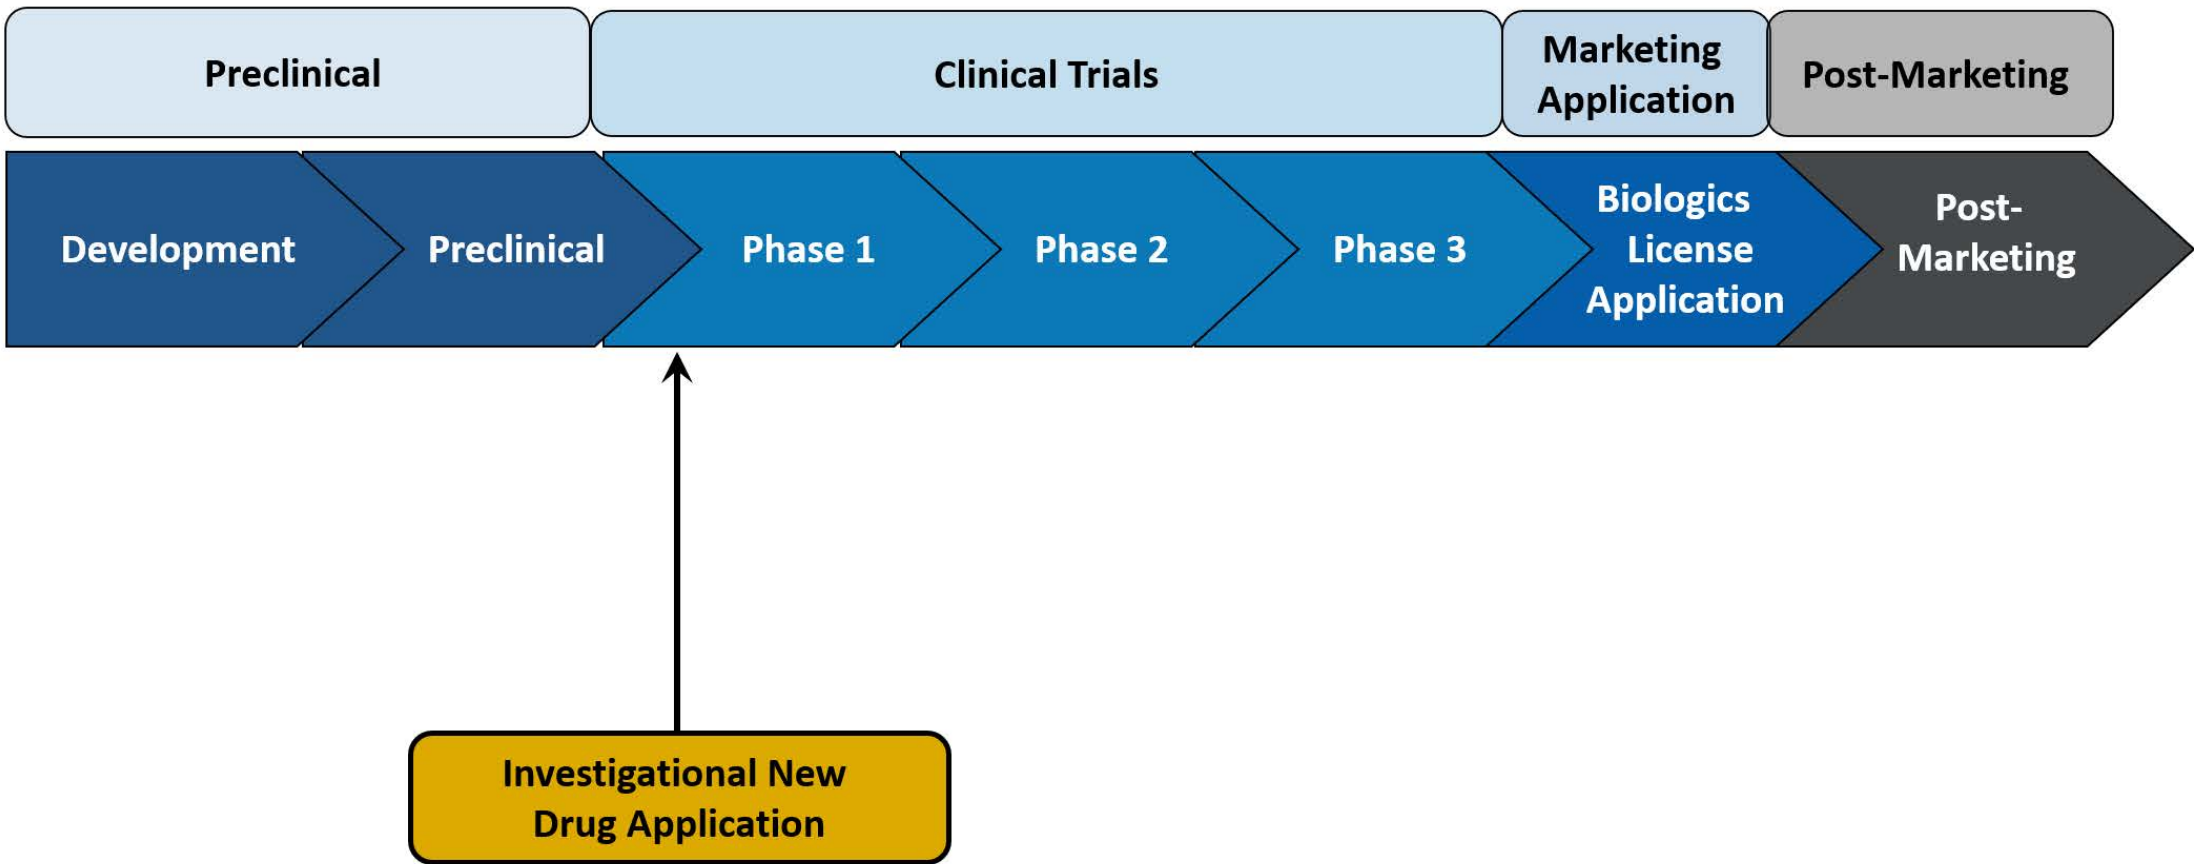 Preclinical
Clinical Trials
Marketing
Application
Post-Marketing
Development
Preclinical
Phase 1
Phase 2
Phase 3
Biologics
License
Application
Post-
Marketing
Investigational New
Drug Application